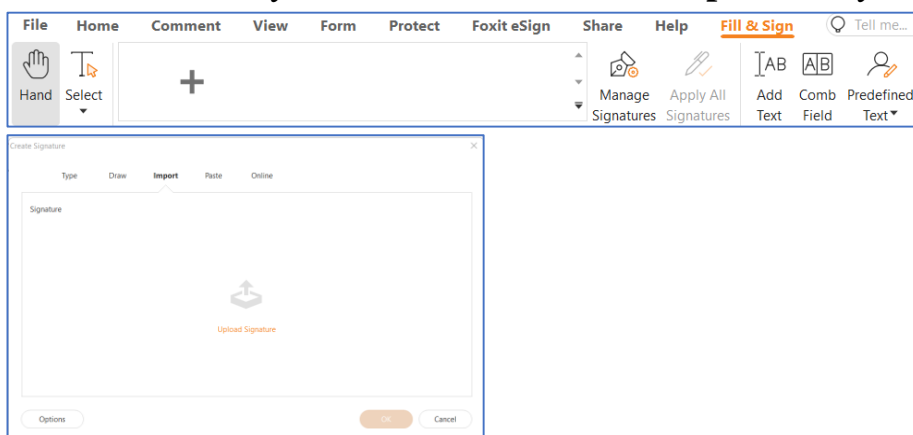 File Home Comment View Form Protect Foxit eSign Share Help Fill & Sign Tell me...
Hand Select Manage Signatures Apply All Signatures Add Text Comb Field Predefined Text
Create Signature
Type Draw Import Paste Online
Signature
Upload Signature
Options OK Cancel